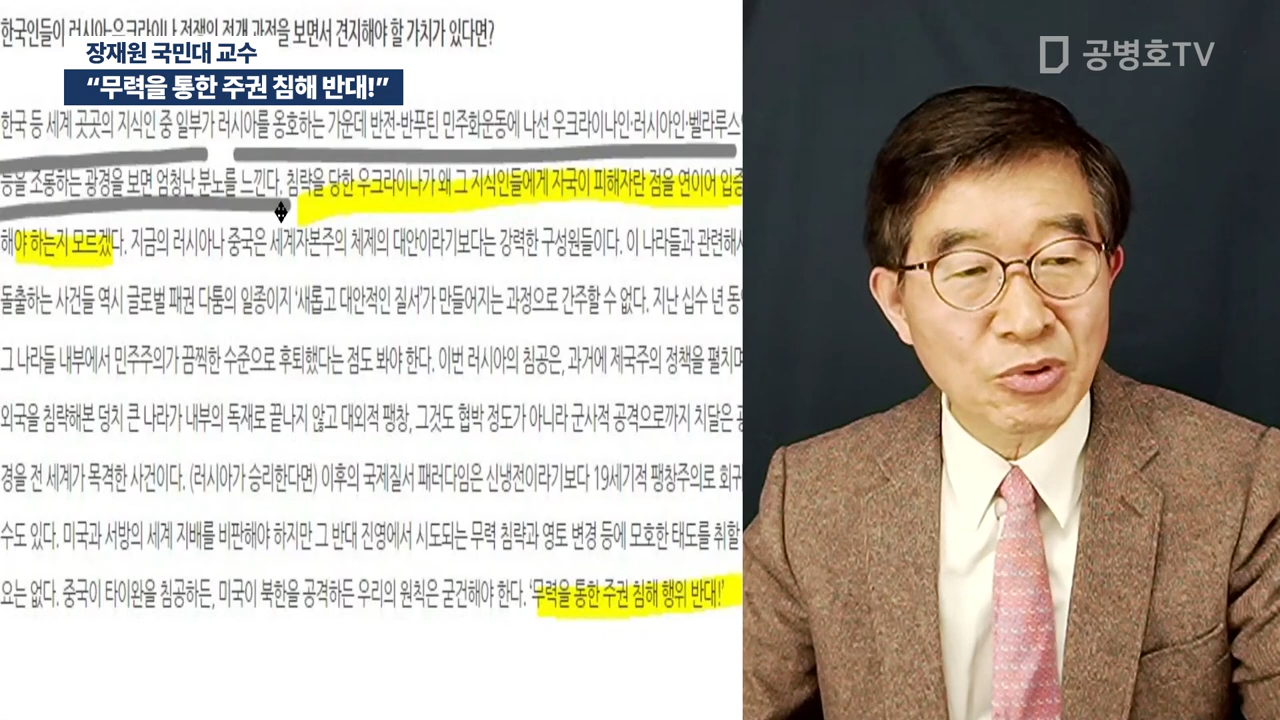 한국인들이 러시아-우크라이나 전쟁의 전개 과정을 보면서 견지해야 할 가치가 있다면?
장재원 국민대 교수
“무력을 통한 주권 침해 반대!”
공병호TV
한국 등 세계 곳곳의 지식인 중 일부가 러시아를 옹호하는 가운데 반전·반푸틴 민주화운동에 나선 우크라이나인·러시아인·벨라루스인
등을 조롱하는 광경을 보면 엄청난 분노를 느낀다. 침략을 당한 우크라이나가 왜 그 지식인들에게 자국이 피해자란 점을 연이어 입증
해야 하는지 모르겠다. 지금의 러시아나 중국은 세계자본주의 체제의 대안이라기보다는 강력한 구성원들이다. 이 나라들과 관련해서
돌출하는 사건들 역시 글로벌 패권 다툼의 일종이지 ‘새롭고 대안적인 질서’가 만들어지는 과정으로 간주할 수 없다. 지난 십수 년 동안
그 나라들 내부에서 민주주의가 끔찍한 수준으로 후퇴했다는 점도 봐야 한다. 이번 러시아의 침공은, 과거에 제국주의 정책을 펼치며
외국을 침략해본 덩치 큰 나라가 내부의 독재로 끝나지 않고 대외적 팽창, 그것도 협박 정도가 아니라 군사적 공격으로까지 치달은 광
경을 전 세계가 목격한 사건이다. (러시아가 승리한다면) 이후의 국제질서 패러다임은 신냉전이라기보다 19세기적 팽창주의로 회귀
수도 있다. 미국과 서방의 세계 지배를 비판해야 하지만 그 반대 진영에서 시도되는 무력 침략과 영토 변경 등에 모호한 태도를 취할
요는 없다. 중국이 타이완을 침공하든, 미국이 북한을 공격하든 우리의 원칙은 굳건해야 한다. ‘무력을 통한 주권 침해 행위 반대!’